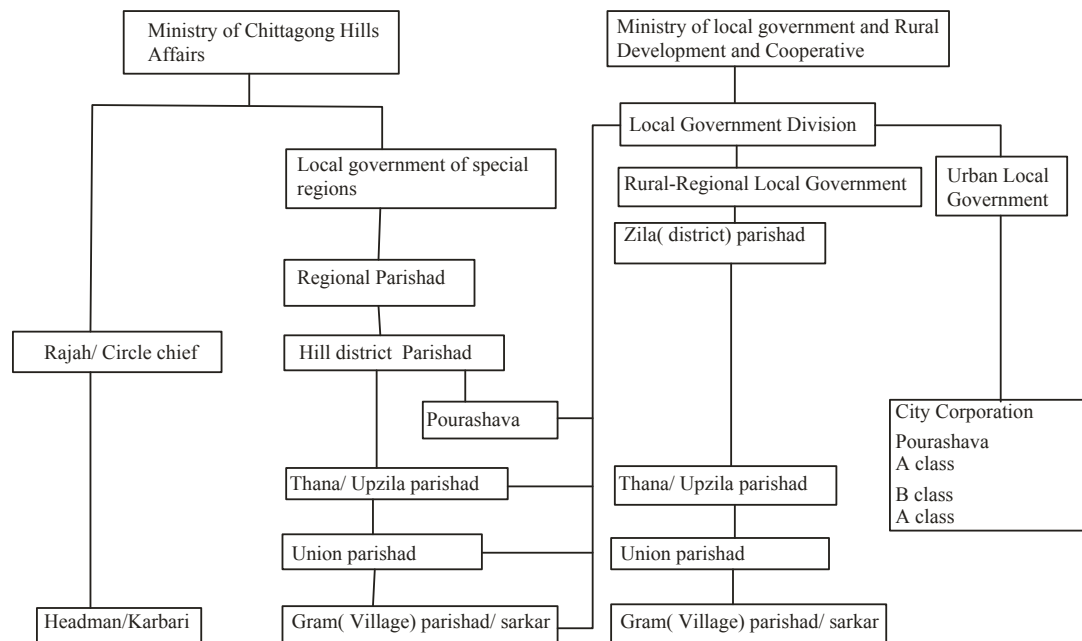 Ministry of Chittagong Hills
Affairs
Ministry of local government and Rural
Development and Cooperative
Local Government Division
Local government of special
regions
Rural-Regional Local Government
Urban Local
Government
Zila( district) parishad
Regional Parishad
Rajah/ Circle chief
Hill district  Parishad
Pourashava
City Corporation
Pourashava
A class
B class
A class
Thana/ Upzila parishad
Thana/ Upzila parishad
Union parishad
Union parishad
Headman/Karbari
Gram( Village) parishad/ sarkar
Gram( Village) parishad/ sarkar